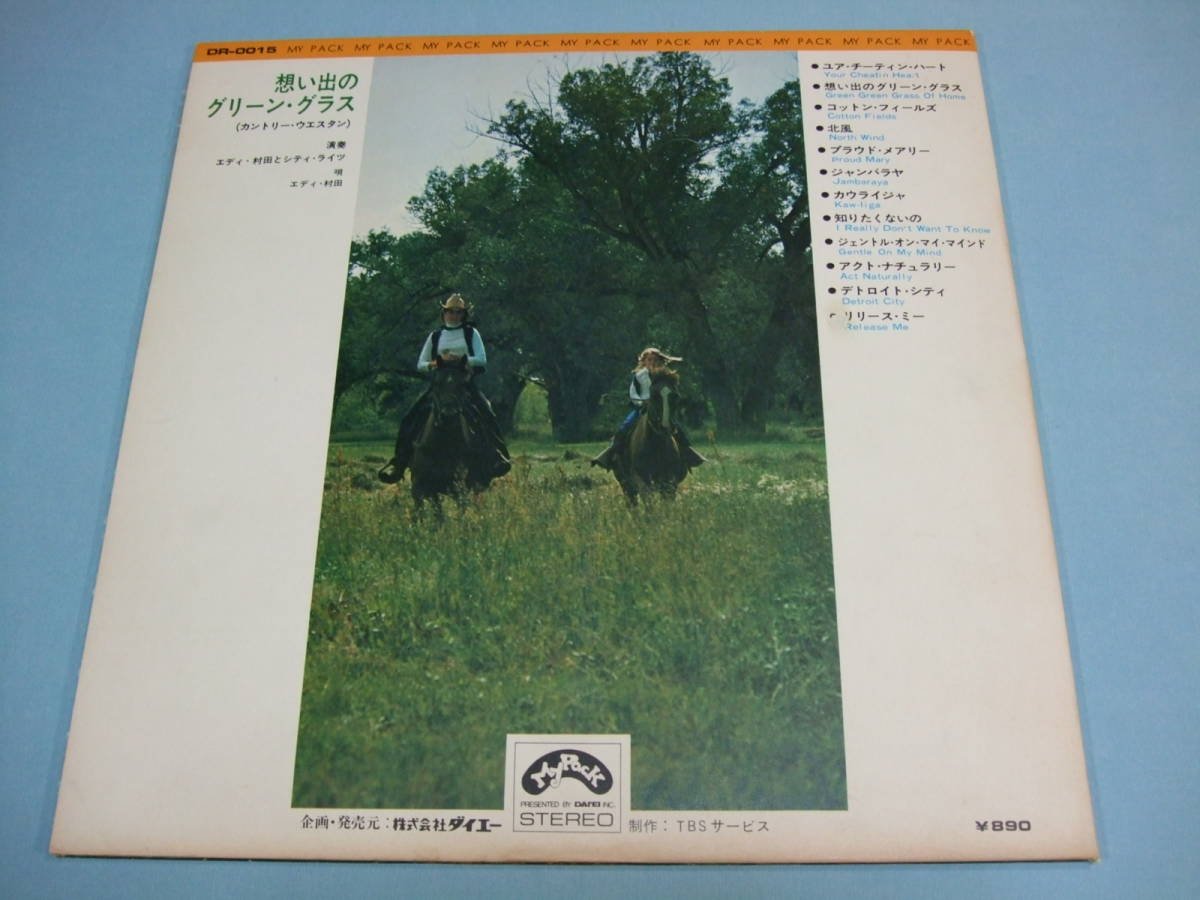 DR-0015 MY PACK MY PACK MY PACK MY PACK MY PACK MY PACK MY PACK MY PACK MY PACK MY PACK
想い出の
グリーン・グラス
(カントリー・ウエスタン)
演奏
エディ・村田とシティ・ライツ
唄
エディ・村田
● ユア・チーティン・ハート
Your Cheatin Heart
● 想い出のグリーン・グラス
Green Green Grass Of Home
● コットン・フィールズ
Cotton Fields
● 北風
North Wind
● プラウド・メアリー
Proud Mary
● ジャンバラヤ
Jambaraya
● カウライジャ
Kaw-liga
● 知りたくないの
I Really Don't Want To Know
● ジェントル・オン・マイ・マインド
Gentle On My Mind
● アクト・ナチュラリー
Act Naturally
● デトロイト・シティ
Detroit City
● リリース・ミー
Release Me
My Pack
PRESENTED BY DAI'EI INC.
STEREO
企画・発売元：株式会社ダイエー
制作：TBSサービス
¥890